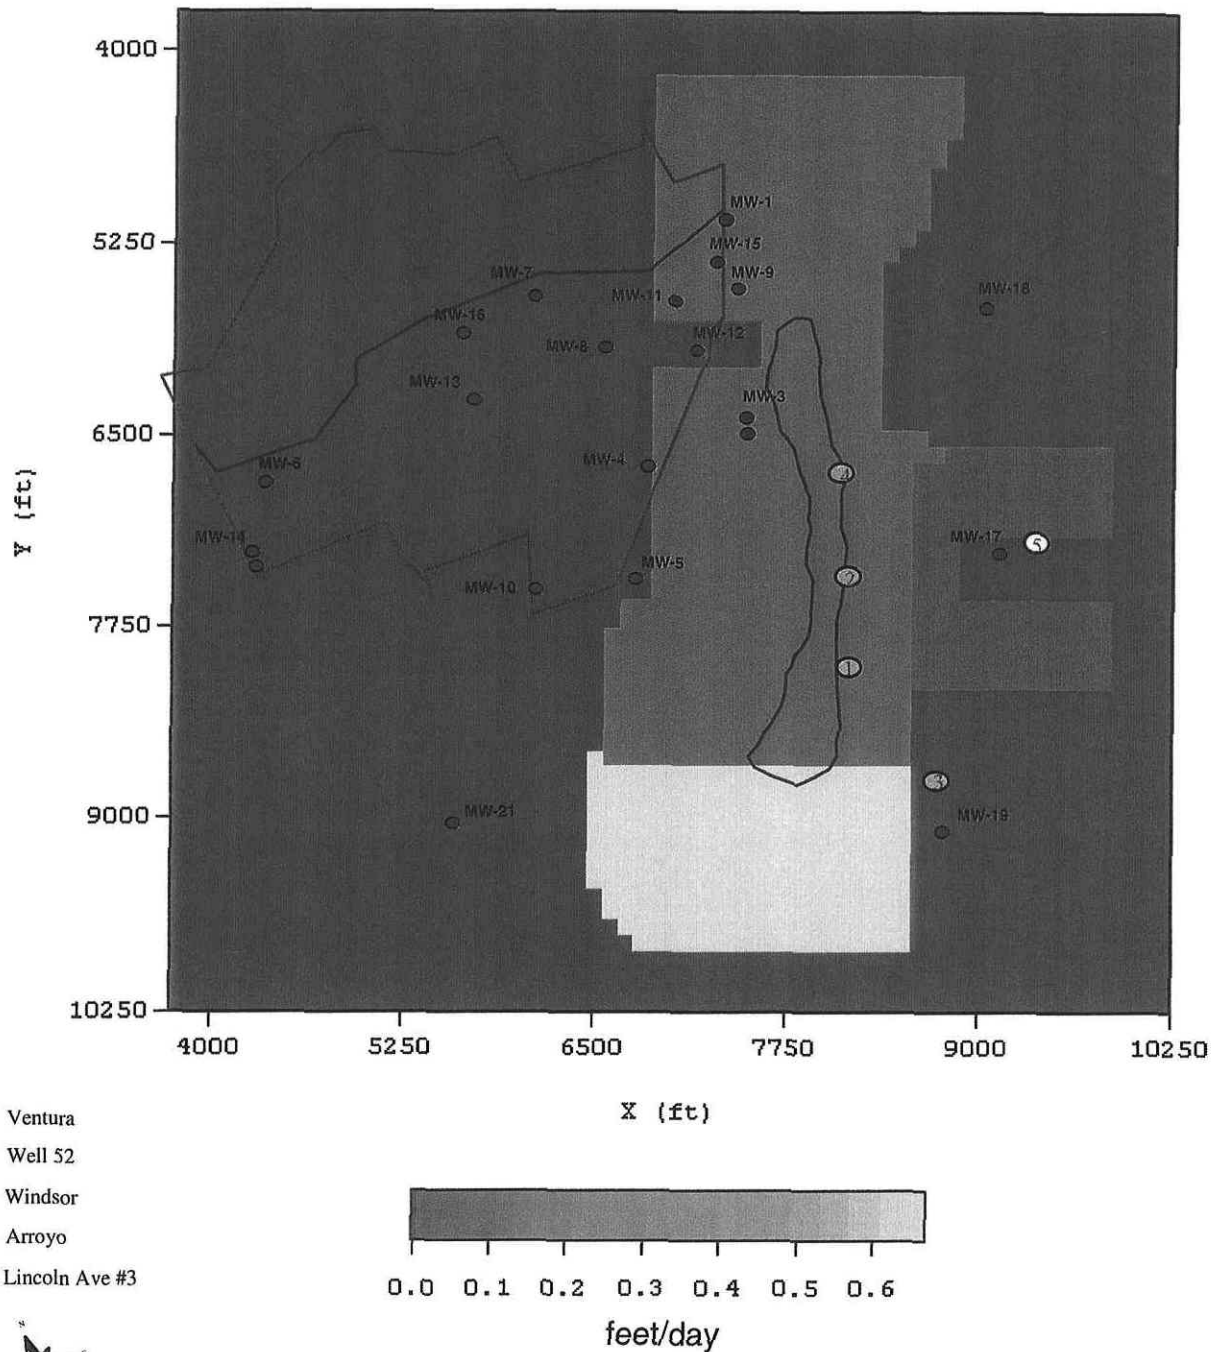 4000
MW-1
5250
MW-15
MW-7
MW-9
MW-11
MW-18
MW-16
MW-12
MW-8
MW-13
MW-3
6500
MW-4
MW-6
4
MW-14
MW-17
5
MW-5
2
MW-10
7750
1
3
9000
MW-21
MW-19
10250
4000 5250 6500 7750 9000 10250
Y (ft)
X (ft)
Ventura
Well 52
Windsor
Arroyo
Lincoln Ave #3
0.0 0.1 0.2 0.3 0.4 0.5 0.6
feet/day